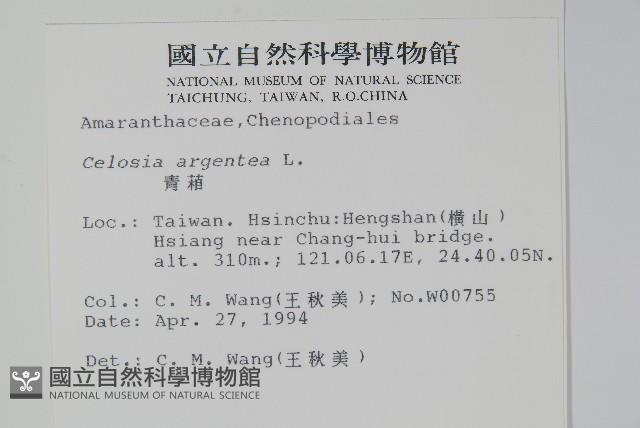 國立自然科學博物館
NATIONAL MUSEUM OF NATURAL SCIENCE
TAICHUNG, TAIWAN, R.O.CHINA
Amaranthaceae,Chenopodiales
Celosia argentea L.
青葙
Loc.: Taiwan. Hsinchu:Hengshan(橫山)
Hsiang near Chang-hui bridge.
alt. 310m.; 121.06.17E, 24.40.05N.
Col.: C. M. Wang(王秋美); No.W00755
Date: Apr. 27, 1994
Det.: C. M. Wang(王秋美)
國立自然科學博物館
NATIONAL MUSEUM OF NATURAL SCIENCE